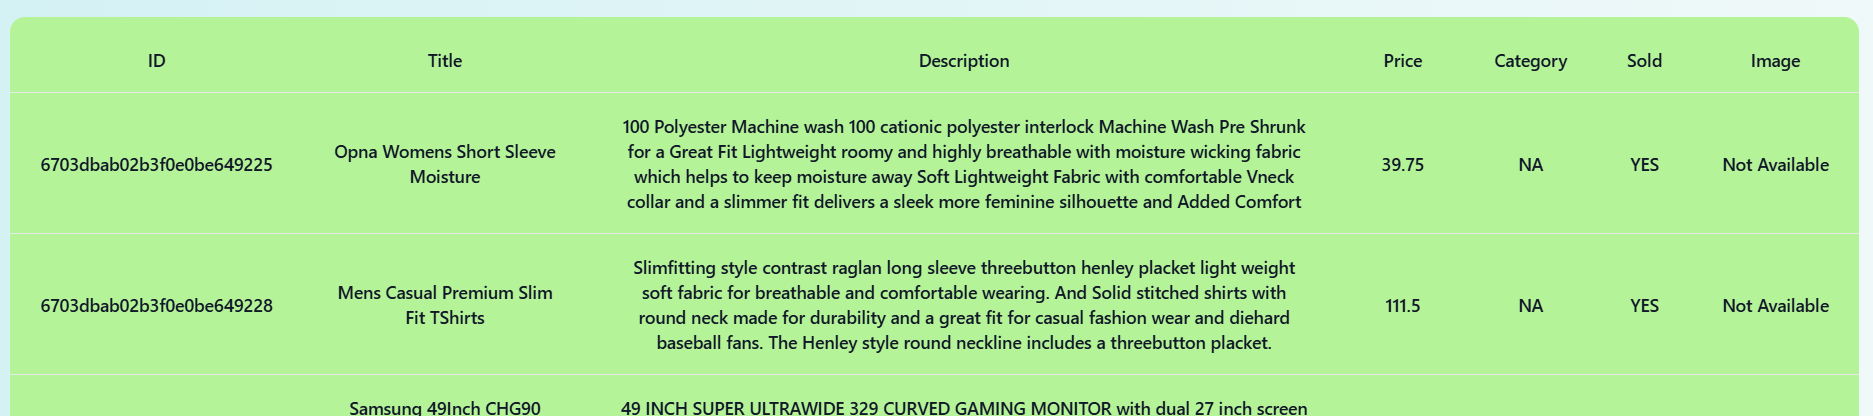 ID Title Description Price Category Sold Image
100 Polyester Machine wash 100 cationic polyester interlock Machine Wash Pre Shrunk
Opna Womens Short Sleeve for a Great Fit Lightweight roomy and highly breathable with moisture wicking fabric
6703dbab02b3f0e0be649225 39.75 NA YES Not Available
Moisture which helps to keep moisture away Soft Lightweight Fabric with comfortable Vneck
collar and a slimmer fit delivers a sleek more feminine silhouette and Added Comfort
Slimfitting style contrast raglan long sleeve threebutton henley placket light weight
Mens Casual Premium Slim soft fabric for breathable and comfortable wearing. And Solid stitched shirts with
6703dbab02b3f0e0be649228 111.5 NA YES Not Available
Fit TShirts round neck made for durability and a great fit for casual fashion wear and diehard
baseball fans. The Henley style round neckline includes a threebutton placket.
Samsung 49Inch CHG90 49 INCH SUPER ULTRAWIDE 329 CURVED GAMING MONITOR with dual 27 inch screen